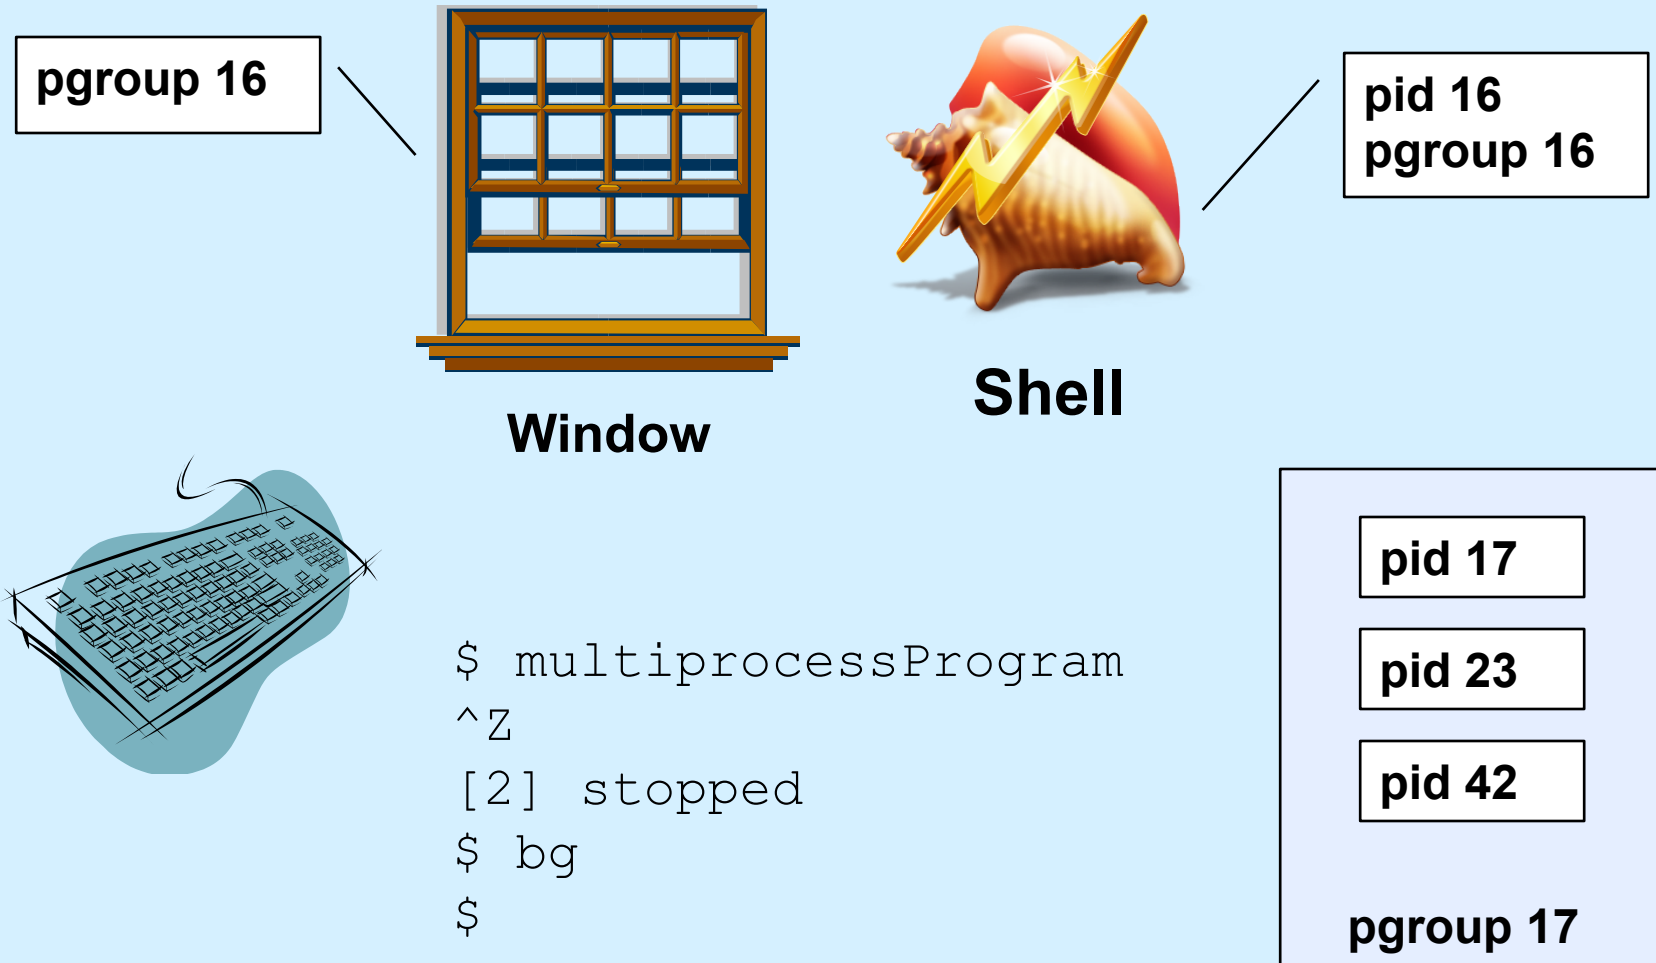 pgroup 16
pid 16
pgroup 16
Window
Shell
$ multiprocessProgram
^Z
[2] stopped
$ bg
$
pid 17
pid 23
pid 42
pgroup 17